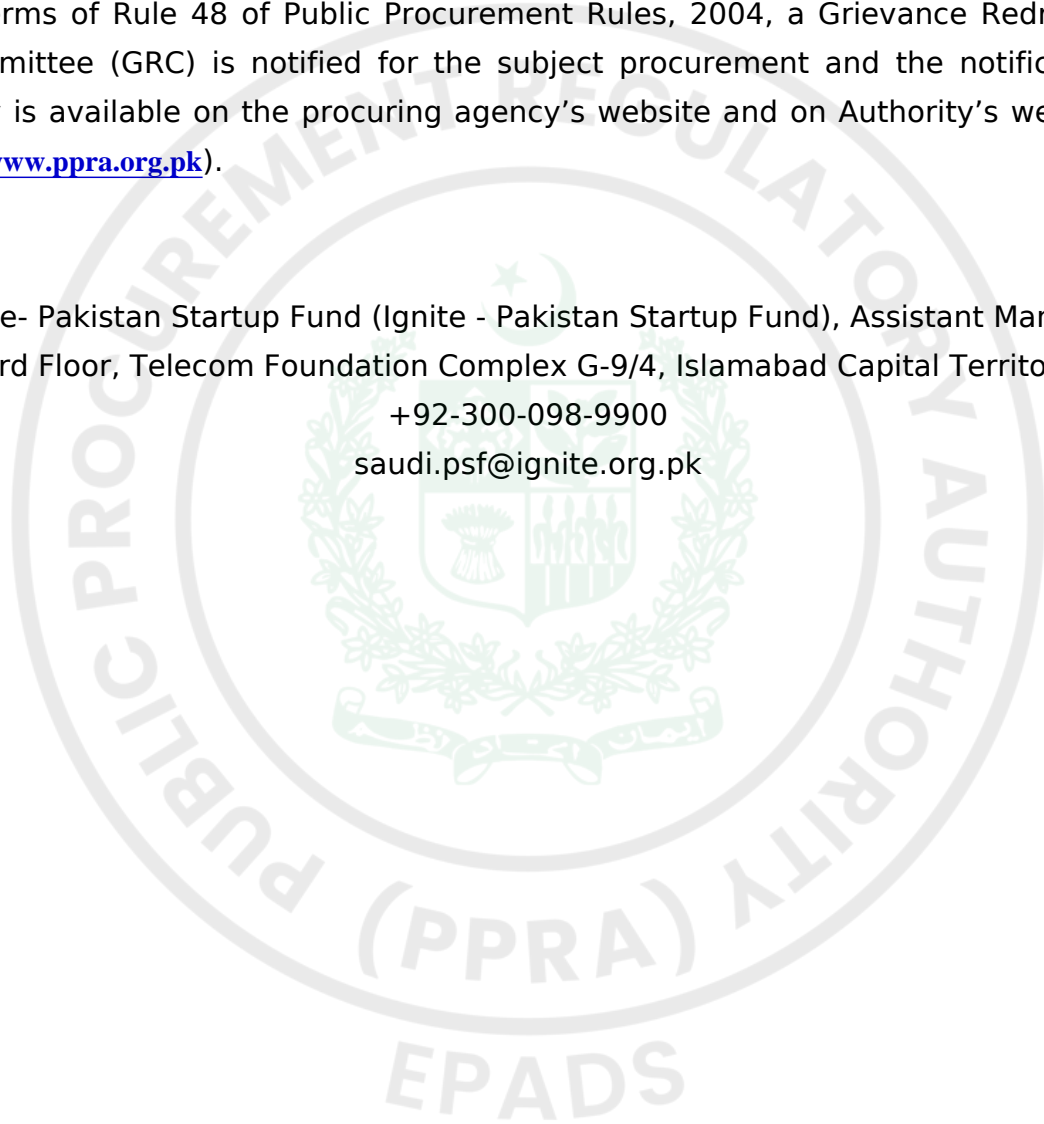 erms of Rule 48 of Public Procurement Rules, 2004, a Grievance Redr
mmittee (GRC) is notified for the subject procurement and the notific
is available on the procuring agency’s website and on Authority’s we
www.ppra.org.pk).
e- Pakistan Startup Fund (Ignite - Pakistan Startup Fund), Assistant Mar
rd Floor, Telecom Foundation Complex G-9/4, Islamabad Capital Territo
+92-300-098-9900
saudi.psf@ignite.org.pk
PUBLIC PROCUREMENT REGULATORY AUTHORITY
(PPRA)
EPADS